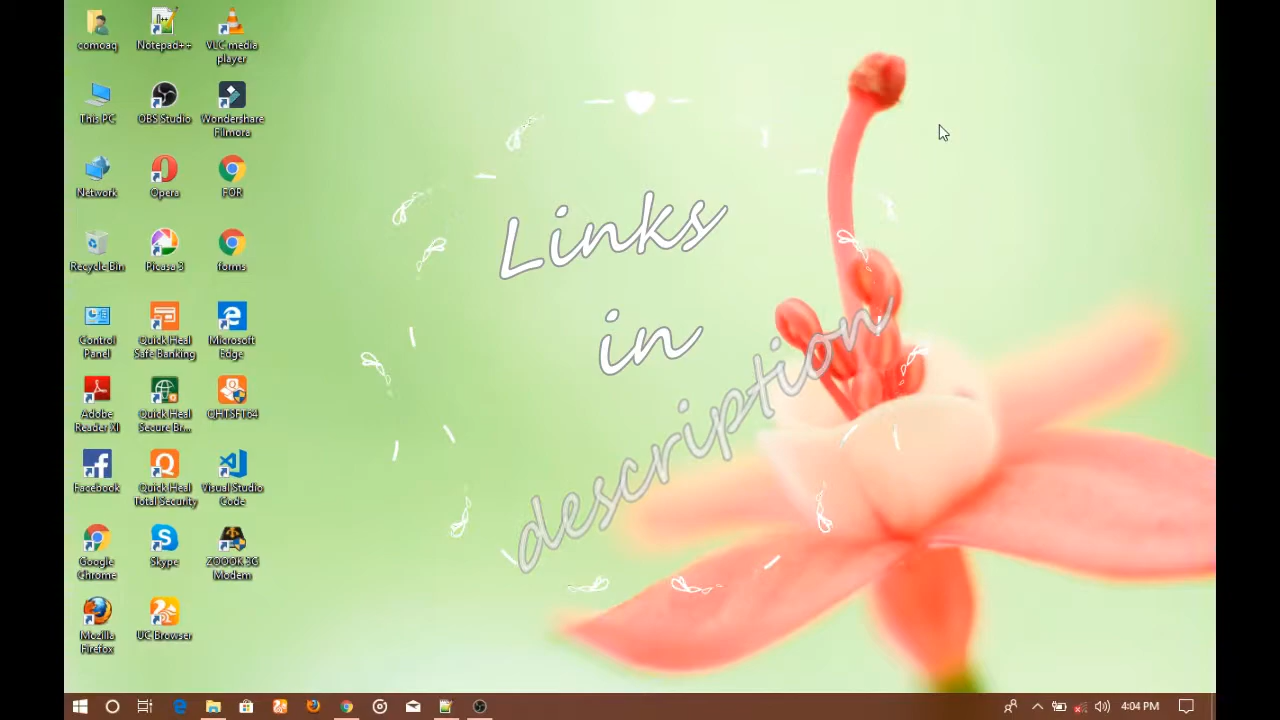 comoaq
Notepad++
VLC media
player
This PC
OBS Studio
Wondershare
Filmora
Network
Opera
FOR
Recycle Bin
Picasa 3
forms
Control
Panel
Quick Heal
Safe Banking
Microsoft
Edge
Adobe
Reader XI
Quick Heal
Secure Br...
QHTSFT64
Facebook
Quick Heal
Total Security
Visual Studio
Code
Google
Chrome
Skype
ZOOOK 3G
Modem
Mozilla
Firefox
UC Browser
Links
in
description
4:04 PM